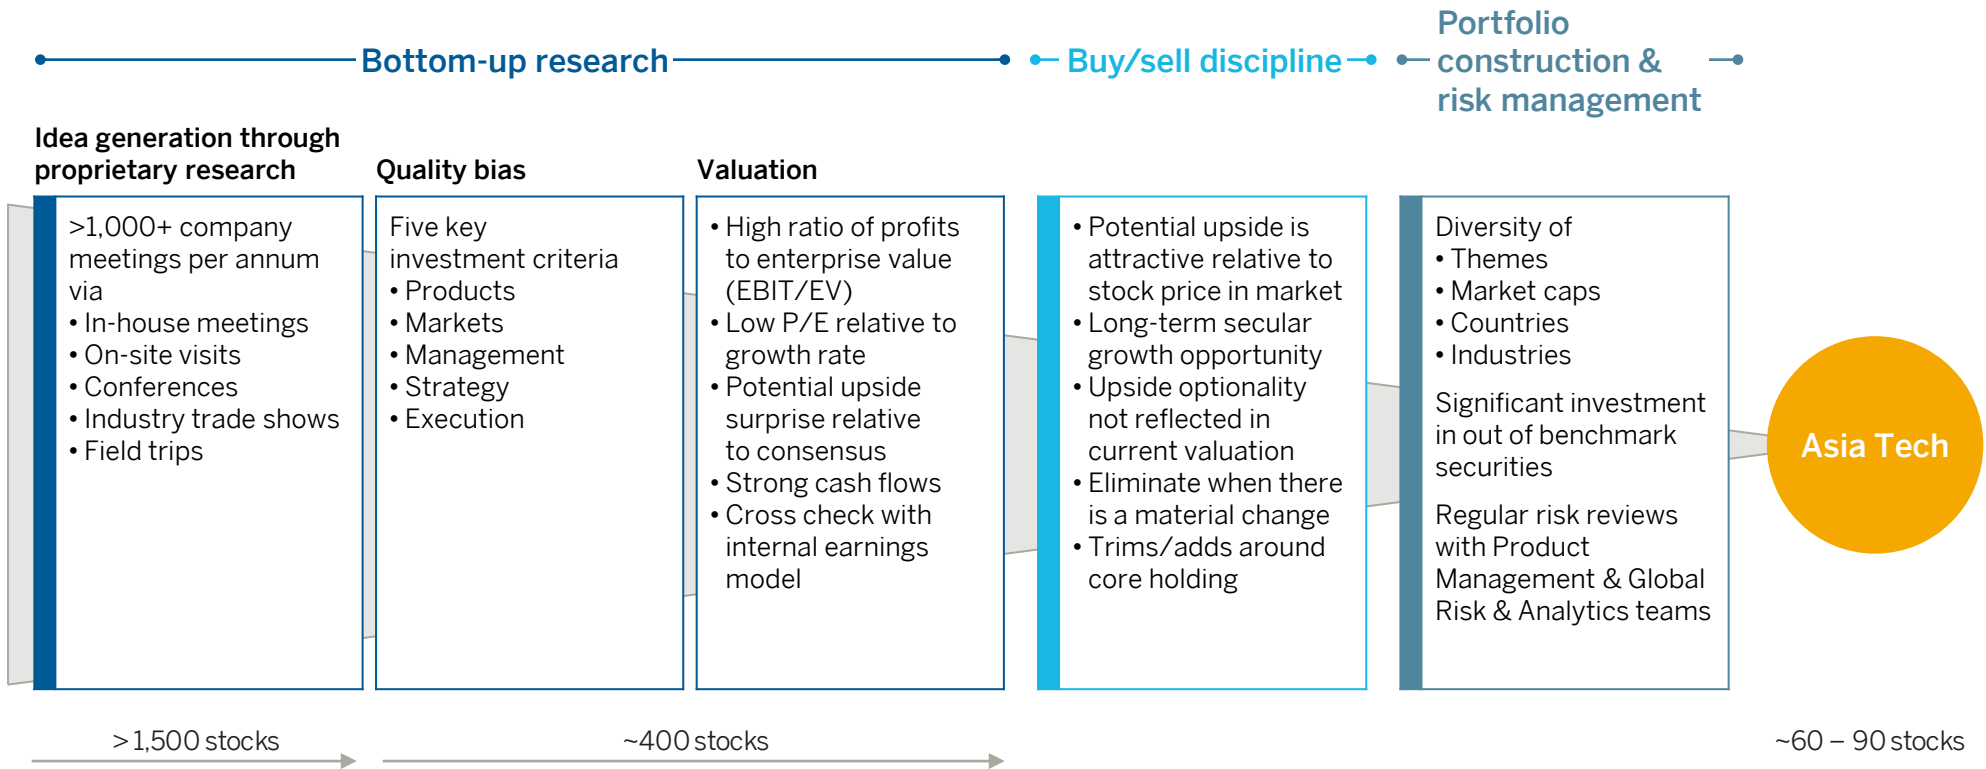 Bottom-up research
Buy/sell discipline
Portfolio
construction &
risk management
Idea generation through
proprietary research
>1,000+ company
meetings per annum
via
• In-house meetings
• On-site visits
• Conferences
• Industry trade shows
• Field trips
Quality bias
Five key
investment criteria
• Products
• Markets
• Management
• Strategy
• Execution
Valuation
• High ratio of profits
to enterprise value
(EBIT/EV)
• Low P/E relative to
growth rate
• Potential upside
surprise relative
to consensus
• Strong cash flows
• Cross check with
internal earnings
model
• Potential upside is
attractive relative to
stock price in market
• Long-term secular
growth opportunity
• Upside optionality
not reflected in
current valuation
• Eliminate when there
is a material change
• Trims/adds around
core holding
Diversity of
• Themes
• Market caps
• Countries
• Industries
Significant investment
in out of benchmark
securities
Regular risk reviews
with Product
Management & Global
Risk & Analytics teams
Asia Tech
>1,500 stocks
~400 stocks
~60 – 90 stocks